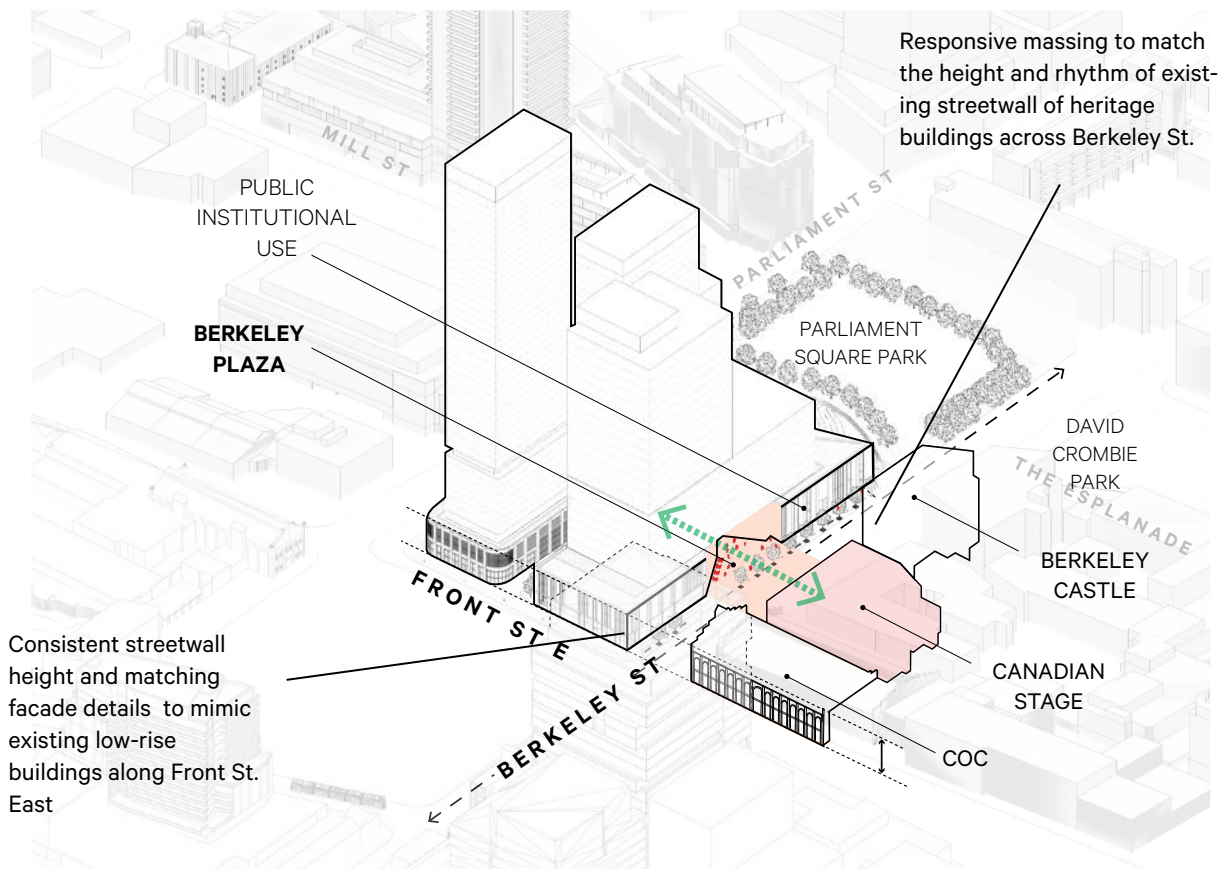 Responsive massing to match
the height and rhythm of exist-
ing streetwall of heritage
buildings across Berkeley St.
MILL ST
PUBLIC
INSTITUTIONAL
USE
PARLIAMENT ST
BERKELEY
PLAZA
PARLIAMENT
SQUARE PARK
DAVID
CROMBIE
PARK
THE ESPLANADE
BERKELEY
CASTLE
FRONT ST E
BERKELEY ST
CANADIAN
STAGE
COC
Consistent streetwall
height and matching
facade details to mimic
existing low-rise
buildings along Front St.
East